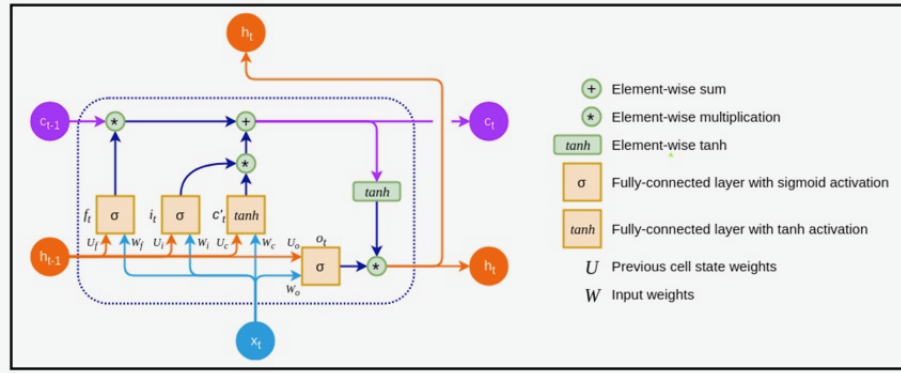 h_t
c_{t-1}
*
+
c_t
*
tanh
f_t σ
i_t σ
c'_t tanh
U_f W_f U_i W_i U_c W_c U_o o_t
h_{t-1}
σ
*
h_t
W_o
x_t
+ Element-wise sum
* Element-wise multiplication
tanh Element-wise tanh
σ Fully-connected layer with sigmoid activation
tanh Fully-connected layer with tanh activation
U Previous cell state weights
W Input weights